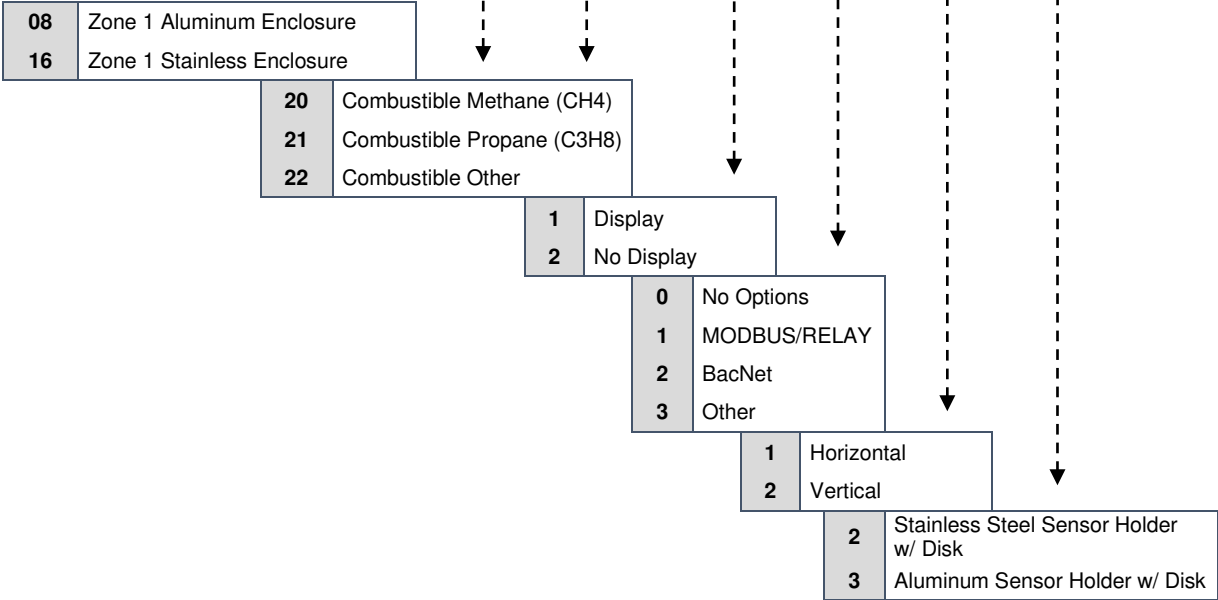 08 Zone 1 Aluminum Enclosure
16 Zone 1 Stainless Enclosure
20 Combustible Methane (CH4)
21 Combustible Propane (C3H8)
22 Combustible Other
1 Display
2 No Display
0 No Options
1 MODBUS/RELAY
2 BacNet
3 Other
1 Horizontal
2 Vertical
2 Stainless Steel Sensor Holder
w/ Disk
3 Aluminum Sensor Holder w/ Disk